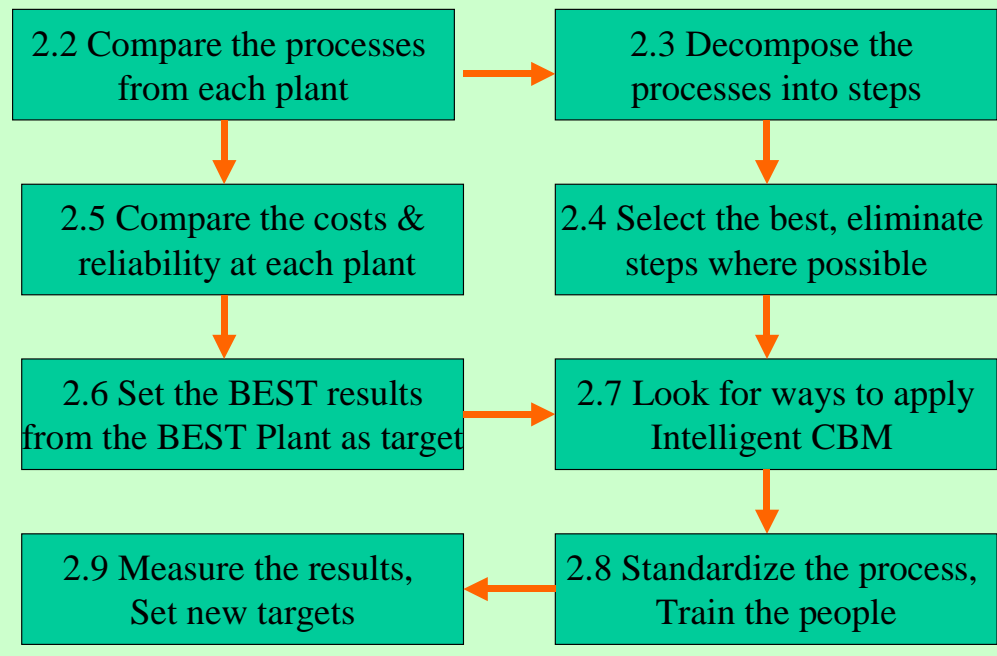 2.2 Compare the processes
from each plant
2.3 Decompose the
processes into steps
2.5 Compare the costs &
reliability at each plant
2.4 Select the best, eliminate
steps where possible
2.6 Set the BEST results
from the BEST Plant as target
2.7 Look for ways to apply
Intelligent CBM
2.9 Measure the results,
Set new targets
2.8 Standardize the process,
Train the people